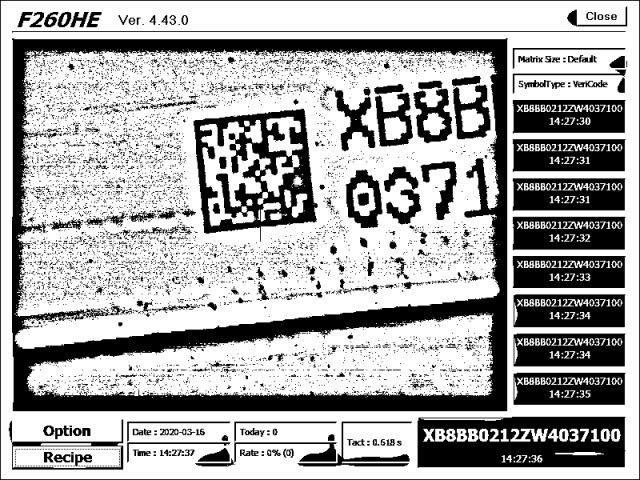 F260HE Ver. 4.43.0
Close
Matrix Size : Default
SymbolType : VeriCode
XB8B
0371
XB8BB0212ZW4037100
14:27:30
XB8BB0212ZW4037100
14:27:31
XB8BB0212ZW4037100
14:27:31
XB8BB0212ZW4037100
14:27:32
XB8BB0212ZW4037100
14:27:33
XB8BB0212ZW4037100
14:27:34
XB8BB0212ZW4037100
14:27:34
XB8BB0212ZW4037100
14:27:35
Option
Recipe
Date : 2020-03-16
Time : 14:27:37
Today : 0
Rate : 0% (0)
Tact : 0.618 s
XB8BB0212ZW4037100
14:27:36